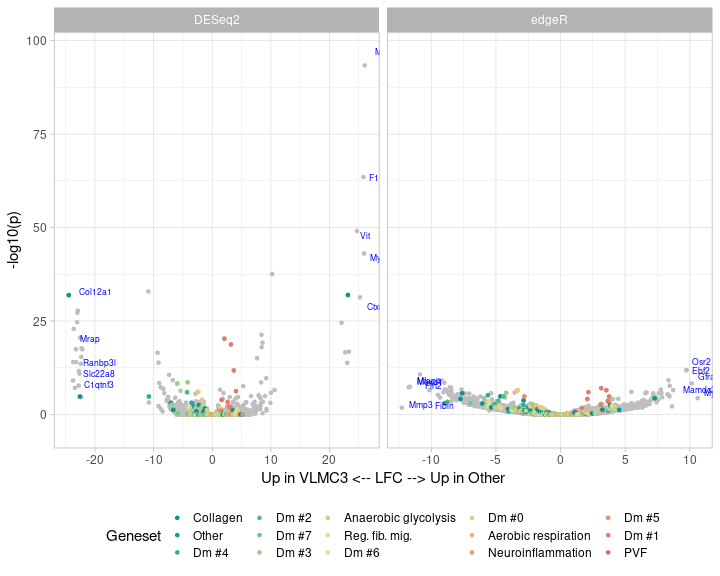 DESeq2
edgeR
-log10(p)
100
75
50
25
0
M
F1
Vit
My
Ctx
Col12a1
Mrap
Ranbp3l
Slc22a8
C1qtnf3
Mmp3
Fibin
Osr2
Ebf2
Gfra
-20
-10
0
10
20
-10
-5
0
5
10
Up in VLMC3 <-- LFC --> Up in Other
Geneset
Collagen
Dm #2
Anaerobic glycolysis
Dm #0
Dm #5
Other
Dm #7
Reg. fib. mig.
Aerobic respiration
Dm #1
Dm #4
Dm #3
Dm #6
Neuroinflammation
PVF